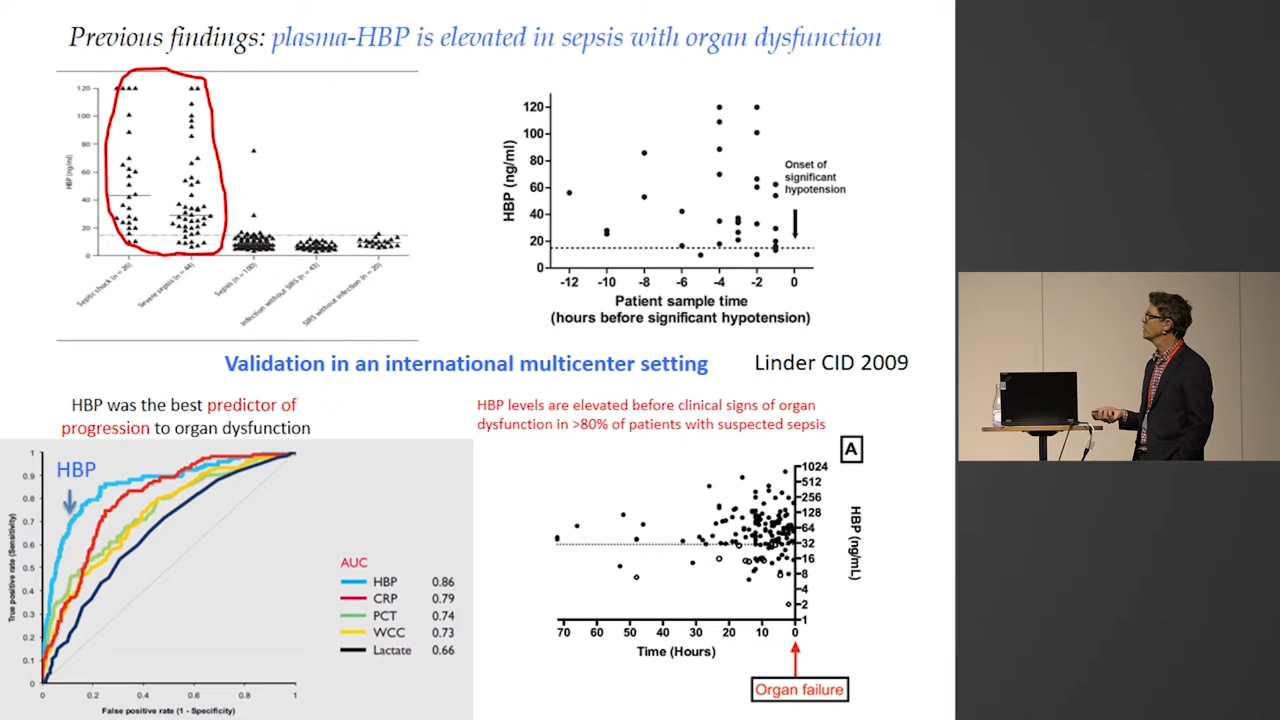 Previous findings: plasma-HBP is elevated in sepsis with organ dysfunction
120
100
80
60
40
20
0
HBP (ng/ml)
Septic shock (n = 26)
Severe sepsis (n = 44)
Sepsis (n = 100)
Infection without SIRS (n = 43)
SIRS without infection (n = 20)
120
100
80
60
40
20
0
HBP (ng/ml)
Onset of
significant
hypotension
-12 -10 -8 -6 -4 -2 0
Patient sample time
(hours before significant hypotension)
Validation in an international multicenter setting
Linder CID 2009
HBP was the best predictor of
progression to organ dysfunction
HBP levels are elevated before clinical signs of organ
dysfunction in >80% of patients with suspected sepsis
HBP
1
0.9
0.8
0.7
0.6
0.5
0.4
0.3
0.2
0.1
0
True positive rate (Sensitivity)
0 0.2 0.4 0.6 0.8 1
False positive rate (1 - Specificity)
AUC
HBP 0.86
CRP 0.79
PCT 0.74
WCC 0.73
Lactate 0.66
A
1024
512
256
128
64
32
16
8
4
2
1
HBP (ng/mL)
70 60 50 40 30 20 10 0
Time (Hours)
Organ failure